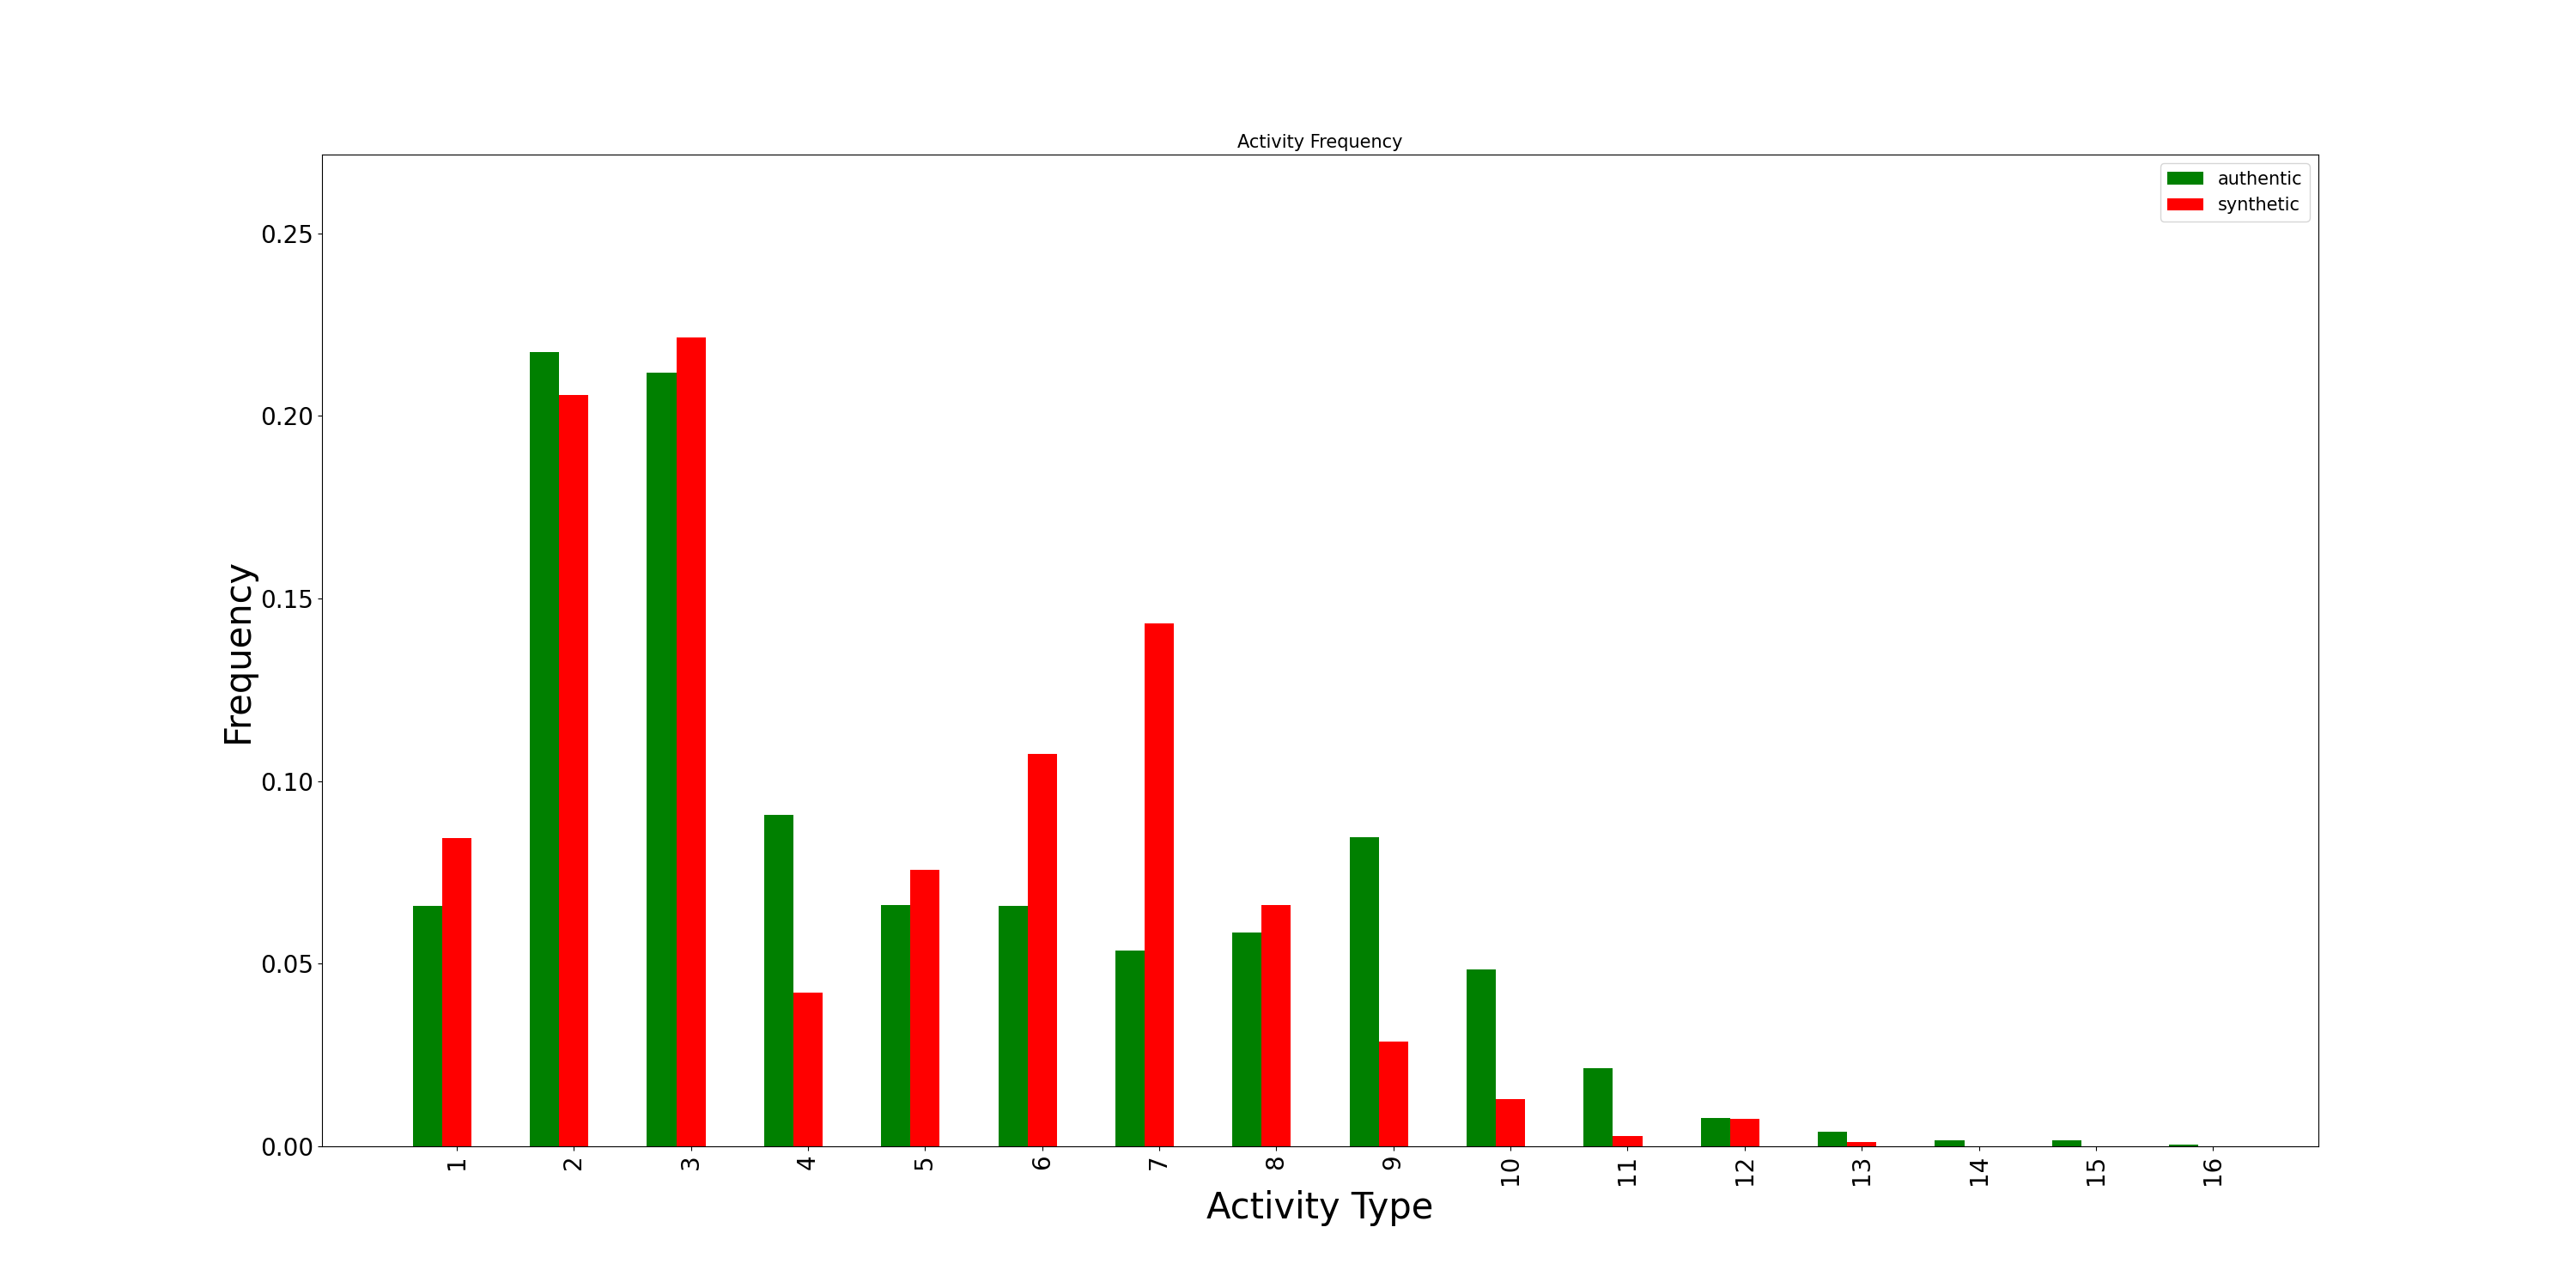 Activity Frequency
authentic
synthetic
0.25
0.20
0.15
0.10
0.05
0.00
Frequency
1 2 3 4 5 6 7 8 9 10 11 12 13 14 15 16
Activity Type